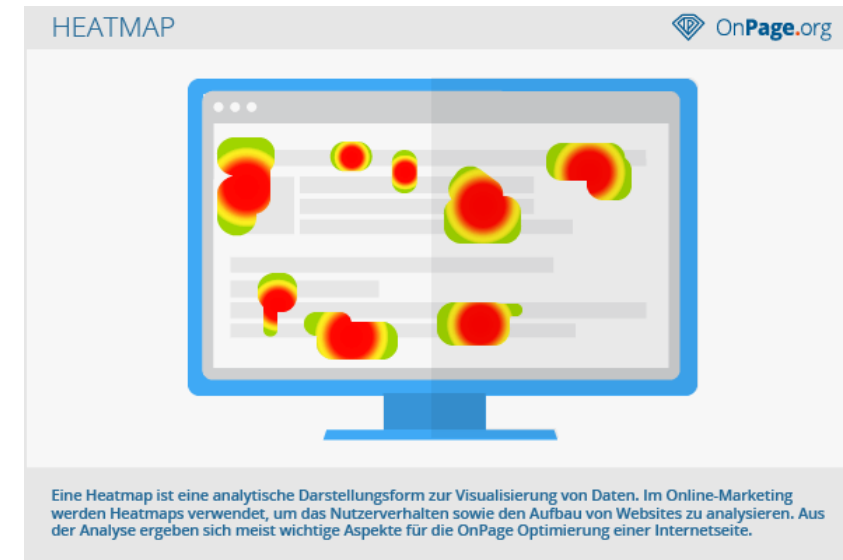 HEATMAP
OnPage.org
Eine Heatmap ist eine analytische Darstellungsform zur Visualisierung von Daten. Im Online-Marketing
werden Heatmaps verwendet, um das Nutzerverhalten sowie den Aufbau von Websites zu analysieren. Aus
der Analyse ergeben sich meist wichtige Aspekte für die OnPage Optimierung einer Internetseite.